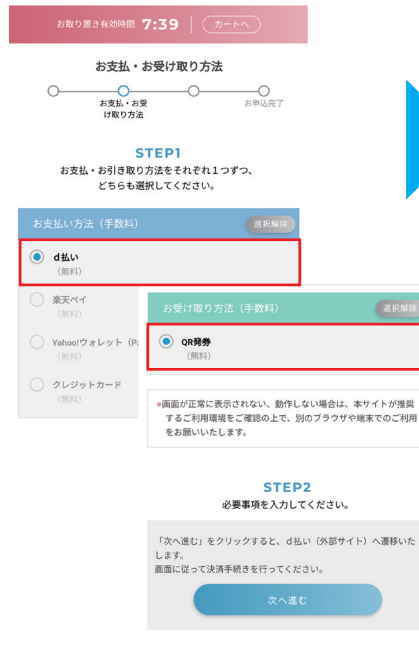 お取り置き有効時間 7:39 カートへ
お支払・お受け取り方法
お支払・お受
け取り方法
お申込完了
STEP1
お支払・お引き取り方法をそれぞれ１つずつ、
どちらも選択してください。
お支払い方法（手数料） 選択解除
d払い
（無料）
楽天ペイ
（無料）
Yahoo!ウォレット（P
（無料）
クレジットカード
（無料）
お受け取り方法（手数料） 選択解除
QR発券
（無料）
※画面が正常に表示されない、動作しない場合は、本サイトが推奨
するご利用環境をご確認の上で、別のブラウザや端末でのご利用
をお願いいたします。
STEP2
必要事項を入力してください。
「次へ進む」をクリックすると、d払い（外部サイト）へ遷移いた
します。
画面に従って決済手続きを行ってください。
次へ進む